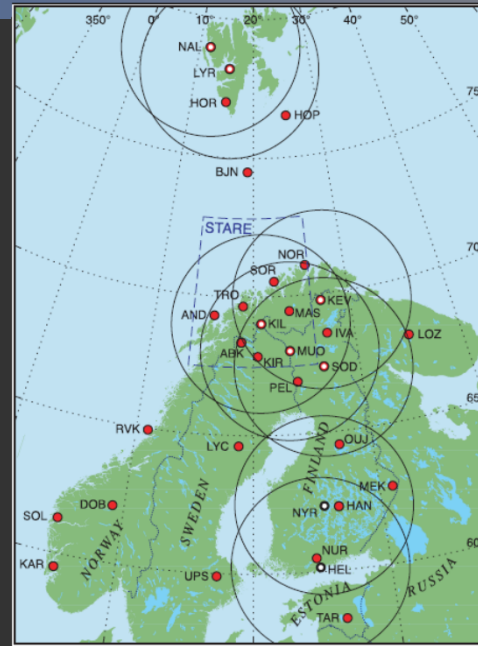 350° 0° 10° 20° 30° 40° 50°
NAL
LYR
75°
HOR
HOP
BJN
STARE
70°
NOR
SOR
KEV
TRO
MAS
AND
KIL
IVA
LOZ
ABK
MUO
KIR
SOD
PEL
65°
RVK
OUJ
LYC
FINLAND
MEK
DOB
NYR
HAN
SOL
SWEDEN
NORWAY
60°
NUR
KAR
HEL
UPS
RUSSIA
ESTONIA
TAR